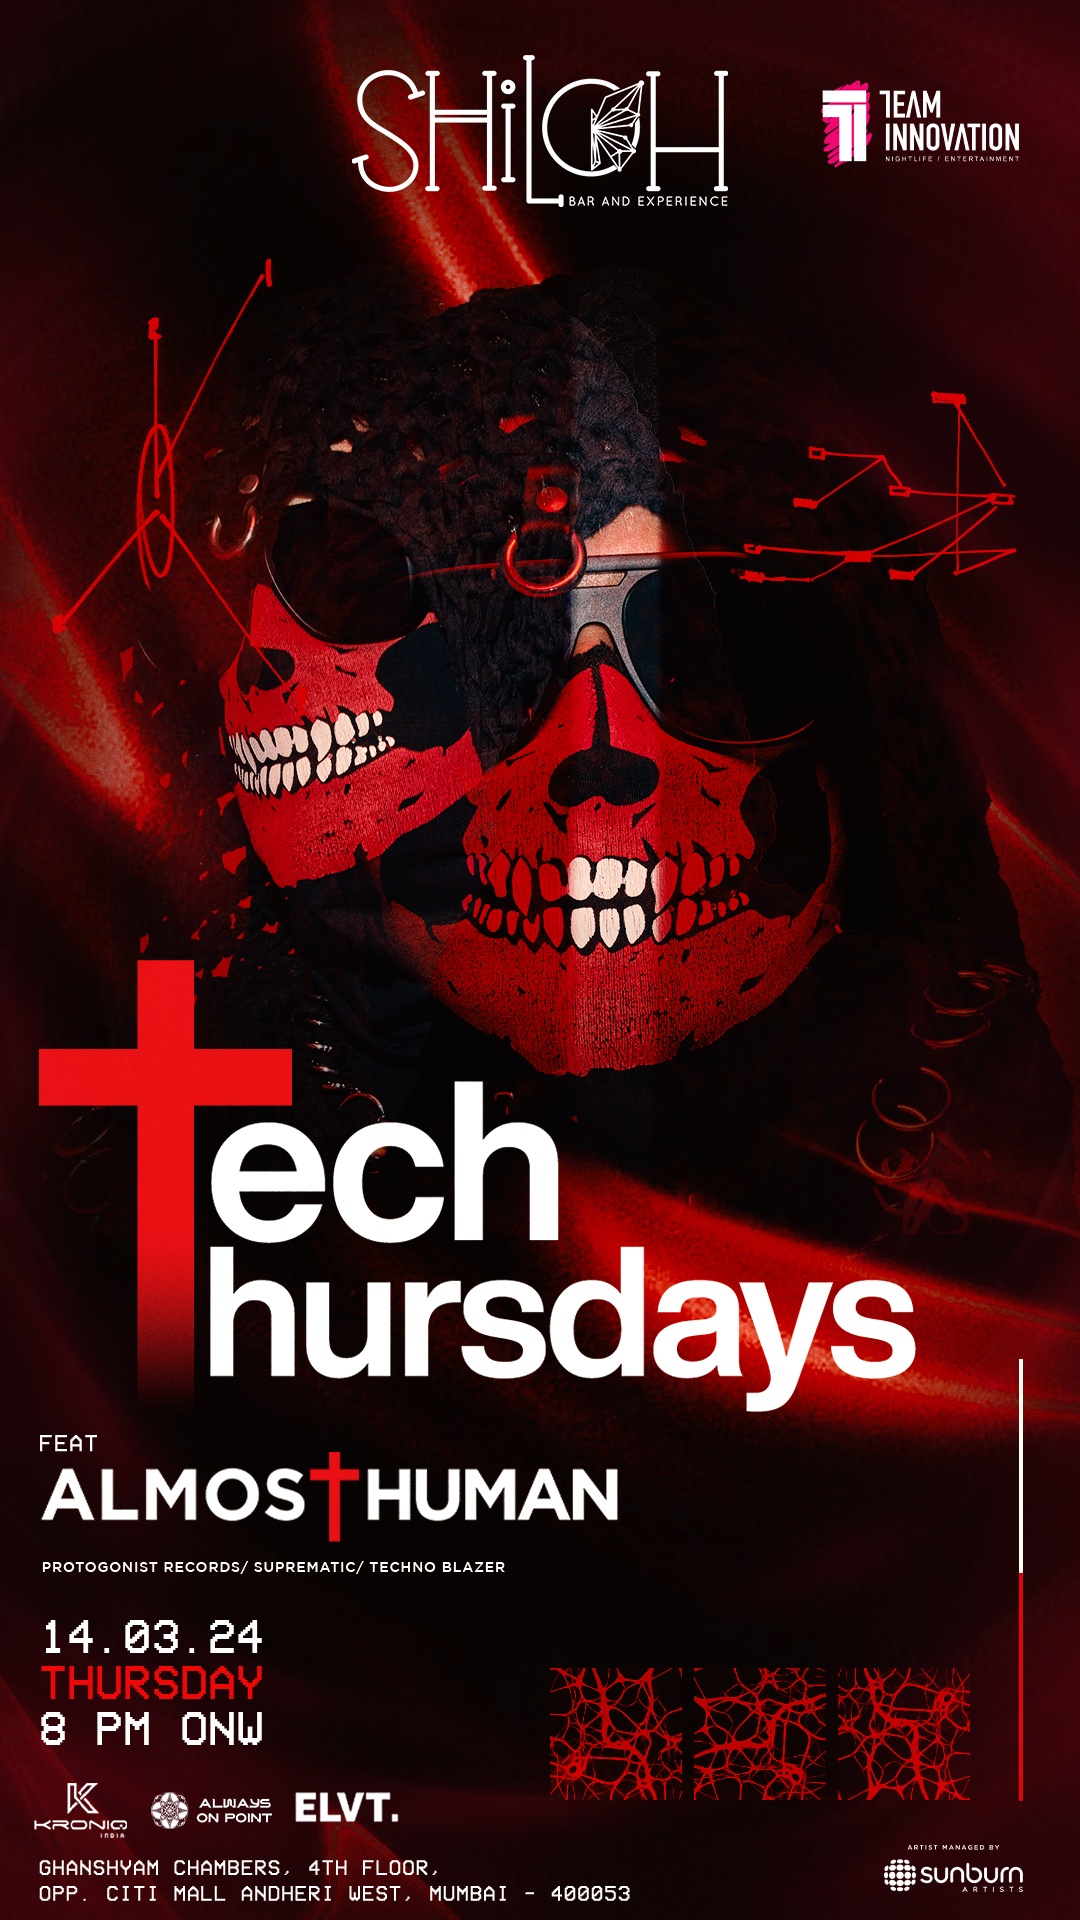 SHiLOH
BAR AND EXPERIENCE
TEAM
INNOVATION
NIGHTLIFE / ENTERTAINMENT
tech
thursdays
FEAT
ALMOST HUMAN
PROTOGONIST RECORDS/ SUPREMATIC/ TECHNO BLAZER
14.03.24
THURSDAY
8 PM ONW
KRONIQ
INDIA
ALWAYS
ON POINT
ELVT.
GHANSHYAM CHAMBERS, 4TH FLOOR,
OPP. CITI MALL ANDHERI WEST, MUMBAI - 400053
ARTIST MANAGED BY
sunburn
ARTISTS